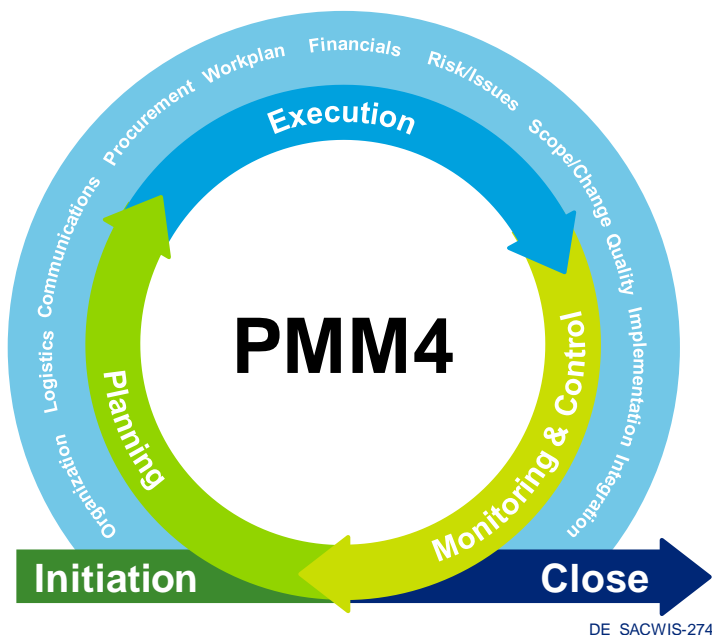 Organization
Logistics
Communications
Procurement
Workplan
Financials
Risk/Issues
Scope/Change
Quality
Implementation
Integration
Execution
Planning
Monitoring & Control
PMM4
Initiation
Close
DE SACWIS-274